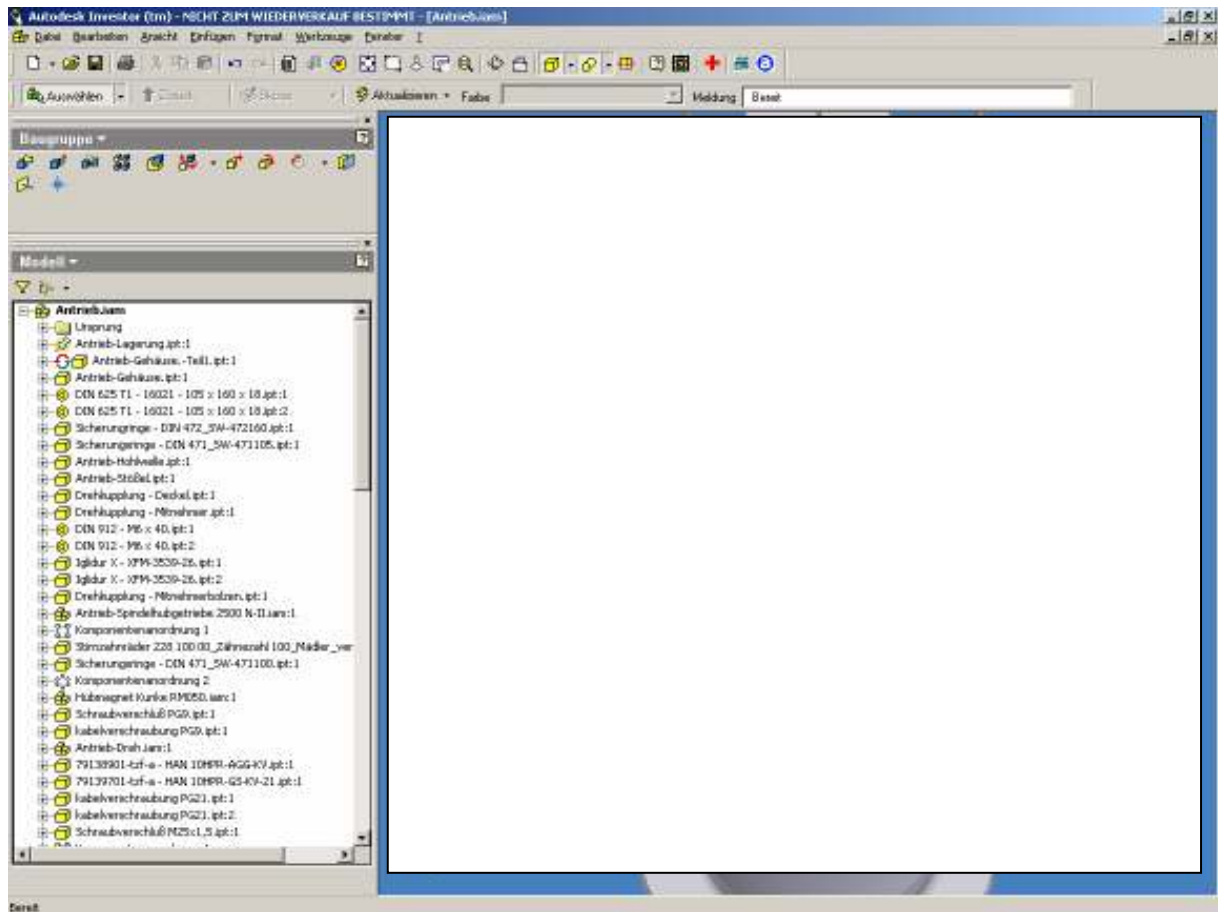 Autodesk Inventor (tm) - NICHT ZUM WIEDERVERKAUF BESTIMMT - [Antrieb.iam]
Datei Bearbeiten Ansicht Einfügen Format Werkzeuge Fenster ?
Auswählen Aktualisieren Farbe Meldung Bereit
Baugruppe
Modell
Antrieb.iam
Ursprung
Antrieb-Lagerung.ipt:1
Antrieb-Gehäuse.-Teil1.ipt:1
Antrieb-Gehäuse.ipt:1
DIN 625 T1 - 16021 - 105 x 160 x 18.ipt:1
DIN 625 T1 - 16021 - 105 x 160 x 18.ipt:2
Sicherungringe - DIN 472_SW-472160.ipt:1
Sicherungeringe - DIN 471_SW-471105.ipt:1
Antrieb-Hohlwelle.ipt:1
Antrieb-Stößel.ipt:1
Drehkupplung - Deckel.ipt:1
Drehkupplung - Mitnehmer.ipt:1
DIN 912 - M6 x 40.ipt:1
DIN 912 - M6 x 40.ipt:2
Iglidur X - XFM-3539-26.ipt:1
Iglidur X - XFM-3539-26.ipt:2
Drehkupplung - Mitnehmerbolzen.ipt:1
Antrieb-Spindelhubgetriebe 2500 N-II.iam:1
Komponentenanordnung 1
Stirnzahnräder 228 100 00_Zähnezahl 100_Mädler_ver
Sicherungeringe - DIN 471_SW-471100.ipt:1
Komponentenanordnung 2
Hubmagnet Kunke RM050.iam:1
Schraubverschluß PG9.ipt:1
kabelverschraubung PG9.ipt:1
Antrieb-Dreh.iam:1
79138901-tzf-a - HAN 10HPR-AGG-KV.ipt:1
79139701-tzf-a - HAN 10HPR-GS-KV-21.ipt:1
kabelverschraubung PG21.ipt:1
kabelverschraubung PG21.ipt:2
Schraubverschluß M25x1,5.ipt:1
Bereit